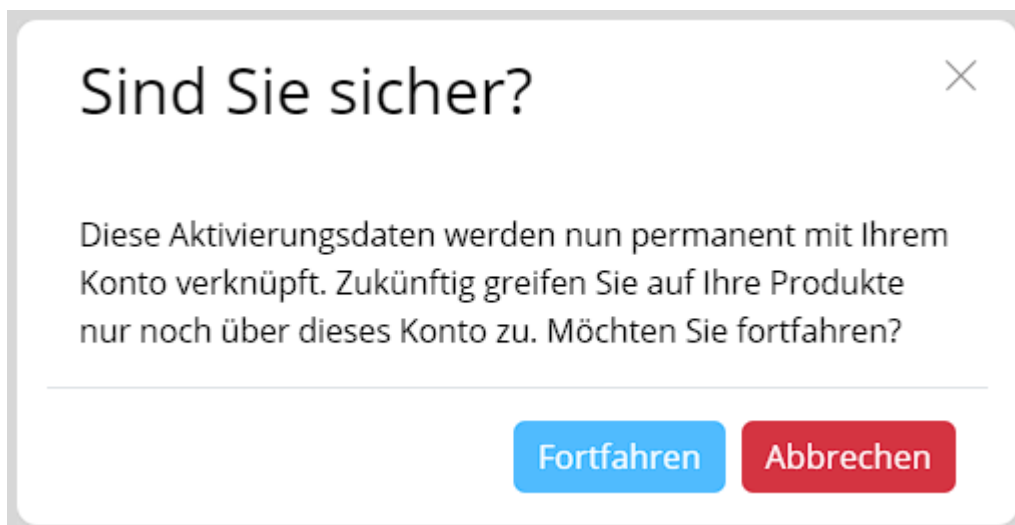 Sind Sie sicher?
Diese Aktivierungsdaten werden nun permanent mit Ihrem
Konto verknüpft. Zukünftig greifen Sie auf Ihre Produkte
nur noch über dieses Konto zu. Möchten Sie fortfahren?
Fortfahren Abbrechen